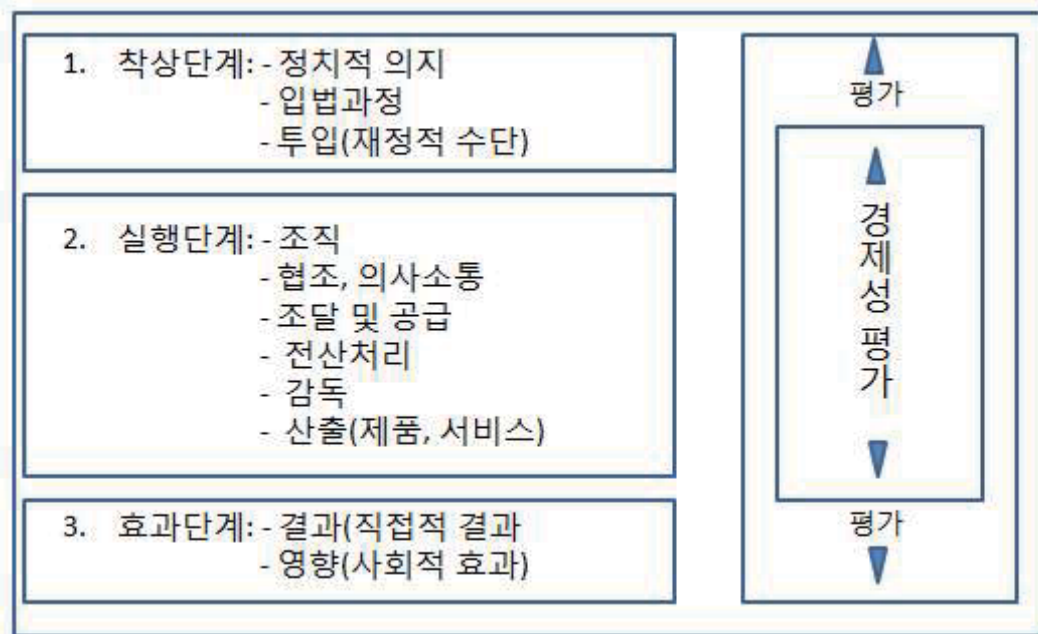 1. 착상단계: - 정치적 의지
- 입법과정
- 투입(재정적 수단)
2. 실행단계: - 조직
- 협조, 의사소통
- 조달 및 공급
- 전산처리
- 감독
- 산출(제품, 서비스)
3. 효과단계: - 결과(직접적 결과
- 영향(사회적 효과)
평가
경제성 평가
평가